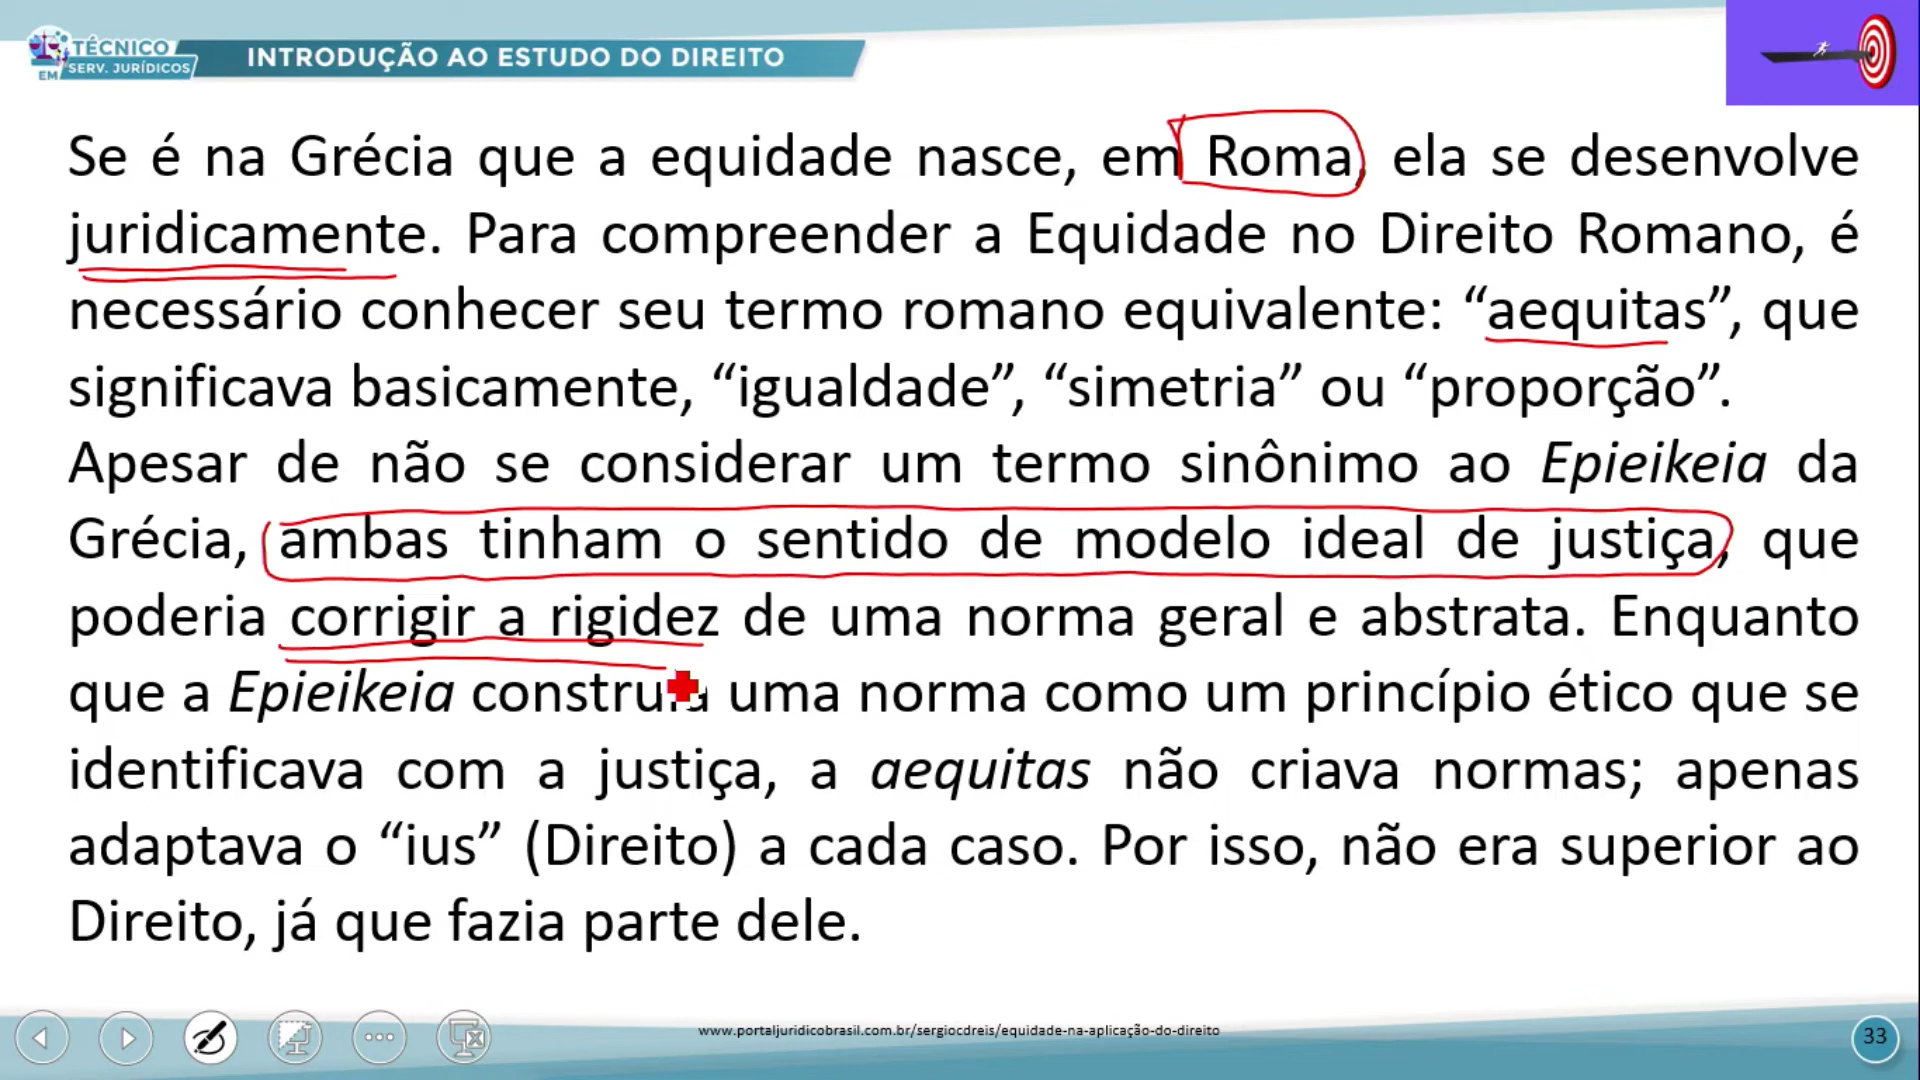 TÉCNICO
EM SERV. JURÍDICOS
INTRODUÇÃO AO ESTUDO DO DIREITO
Se é na Grécia que a equidade nasce, em Roma, ela se desenvolve
juridicamente. Para compreender a Equidade no Direito Romano, é
necessário conhecer seu termo romano equivalente: “aequitas”, que
significava basicamente, “igualdade”, “simetria” ou “proporção”.
Apesar de não se considerar um termo sinônimo ao Epieikeia da
Grécia, ambas tinham o sentido de modelo ideal de justiça, que
poderia corrigir a rigidez de uma norma geral e abstrata. Enquanto
que a Epieikeia construía uma norma como um princípio ético que se
identificava com a justiça, a aequitas não criava normas; apenas
adaptava o “ius” (Direito) a cada caso. Por isso, não era superior ao
Direito, já que fazia parte dele.
www.portaljuridicobrasil.com.br/sergiocdreis/equidade-na-aplicação-do-direito
33